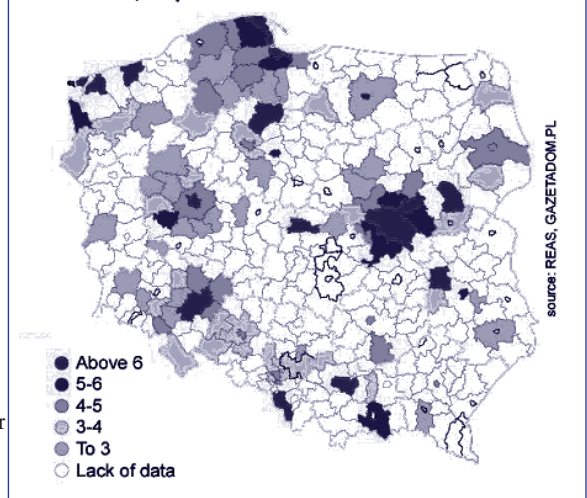 source: REAS, GAZETADOM.PL
Above 6
5-6
4-5
3-4
To 3
Lack of data
r